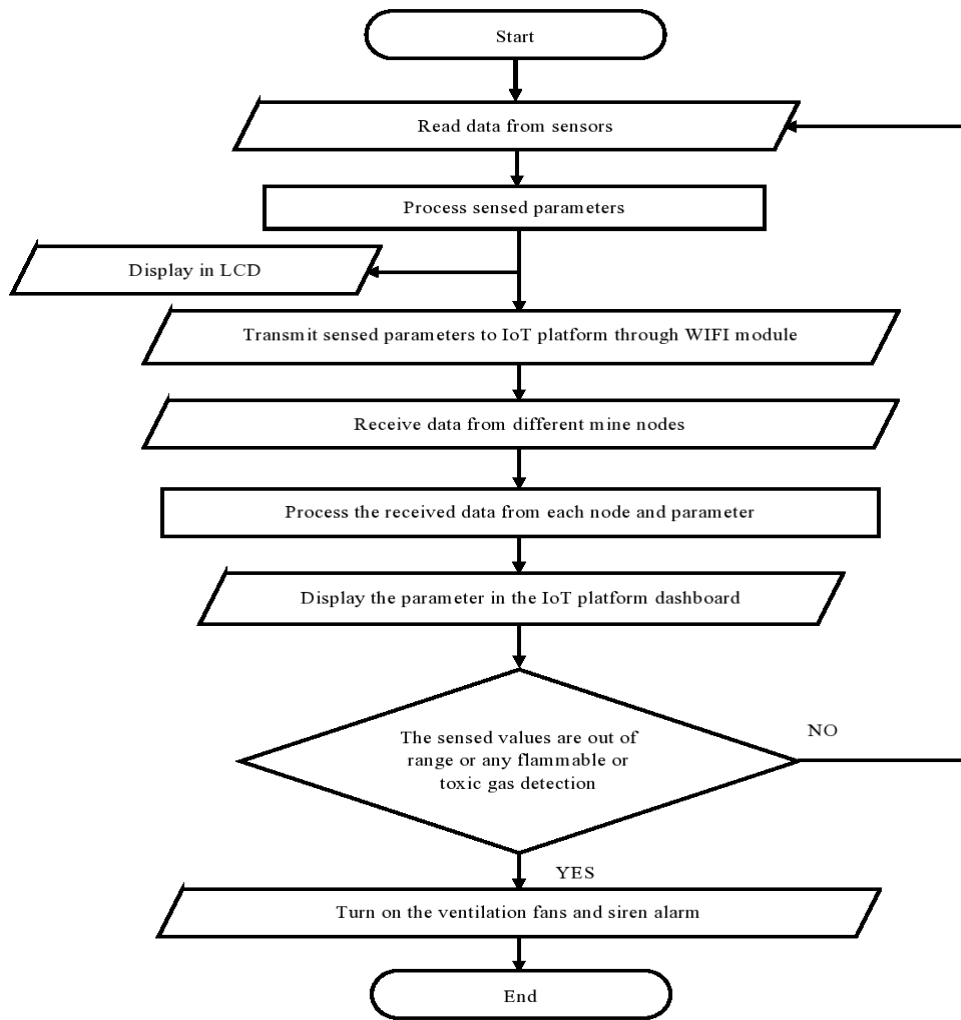 Start
Read data from sensors
Process sensed parameters
Display in LCD
Transmit sensed parameters to IoT platform through WIFI module
Receive data from different mine nodes
Process the received data from each node and parameter
Display the parameter in the IoT platform dashboard
The sensed values are out of
range or any flammable or
toxic gas detection
NO
YES
Turn on the ventilation fans and siren alarm
End